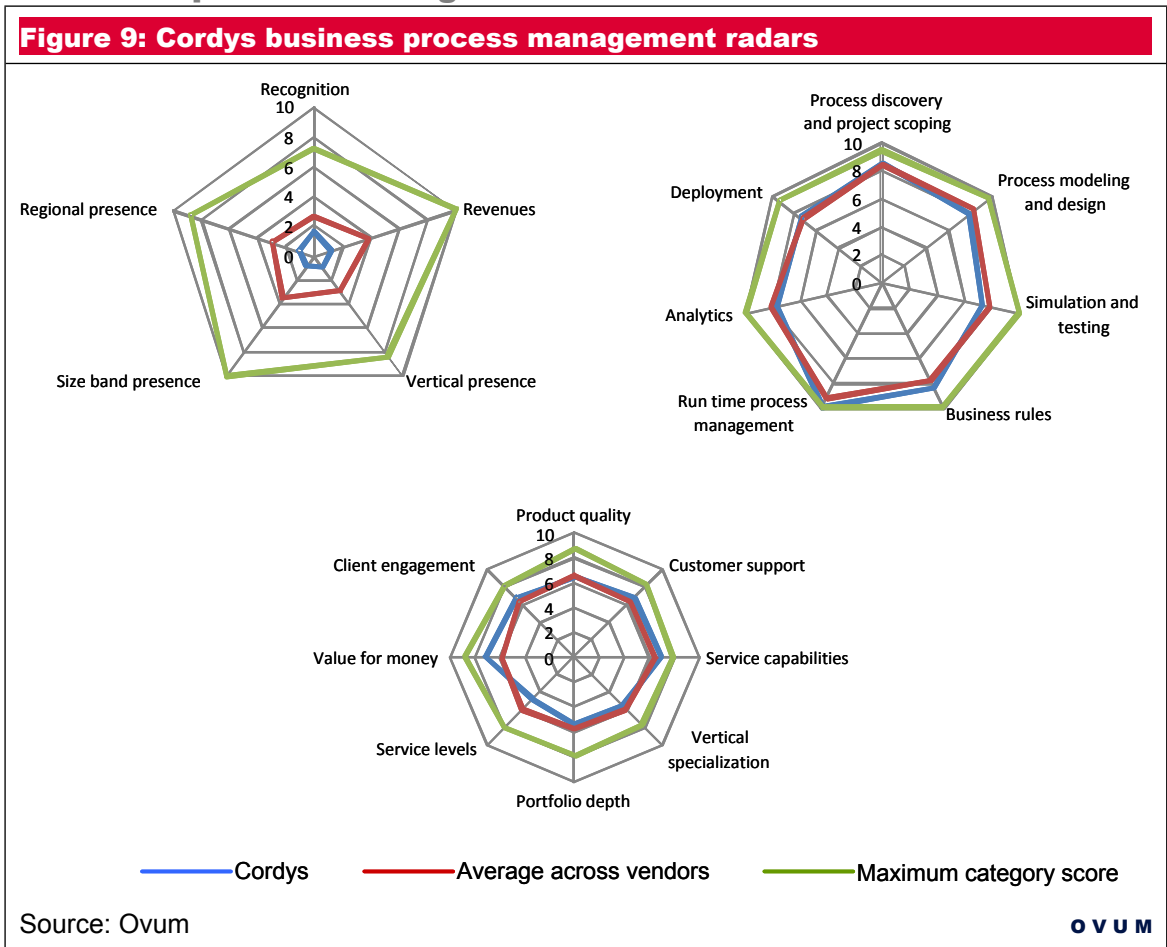 Figure 9: Cordys business process management radars
Recognition
10
8
6
4
2
0
Regional presence
Revenues
Size band presence
Vertical presence
Process discovery
and project scoping
10
8
6
4
2
0
Deployment
Process modeling
and design
Analytics
Simulation and
testing
Run time process
management
Business rules
Product quality
10
8
6
4
2
0
Client engagement
Customer support
Value for money
Service capabilities
Service levels
Vertical
specialization
Portfolio depth
Cordys
Average across vendors
Maximum category score
Source: Ovum
OVUM